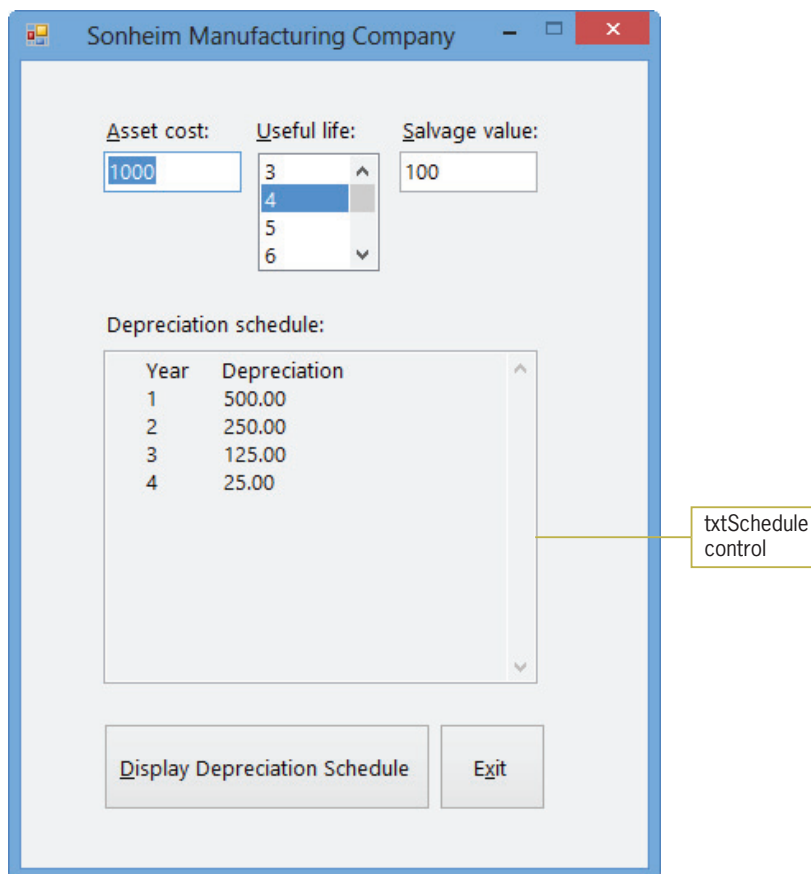 Sonheim Manufacturing Company
Asset cost: Useful life: Salvage value:
1000 3 100
4
5
6
Depreciation schedule:
Year Depreciation
1 500.00
2 250.00
3 125.00
4 25.00
txtSchedule
control
Display Depreciation Schedule Exit